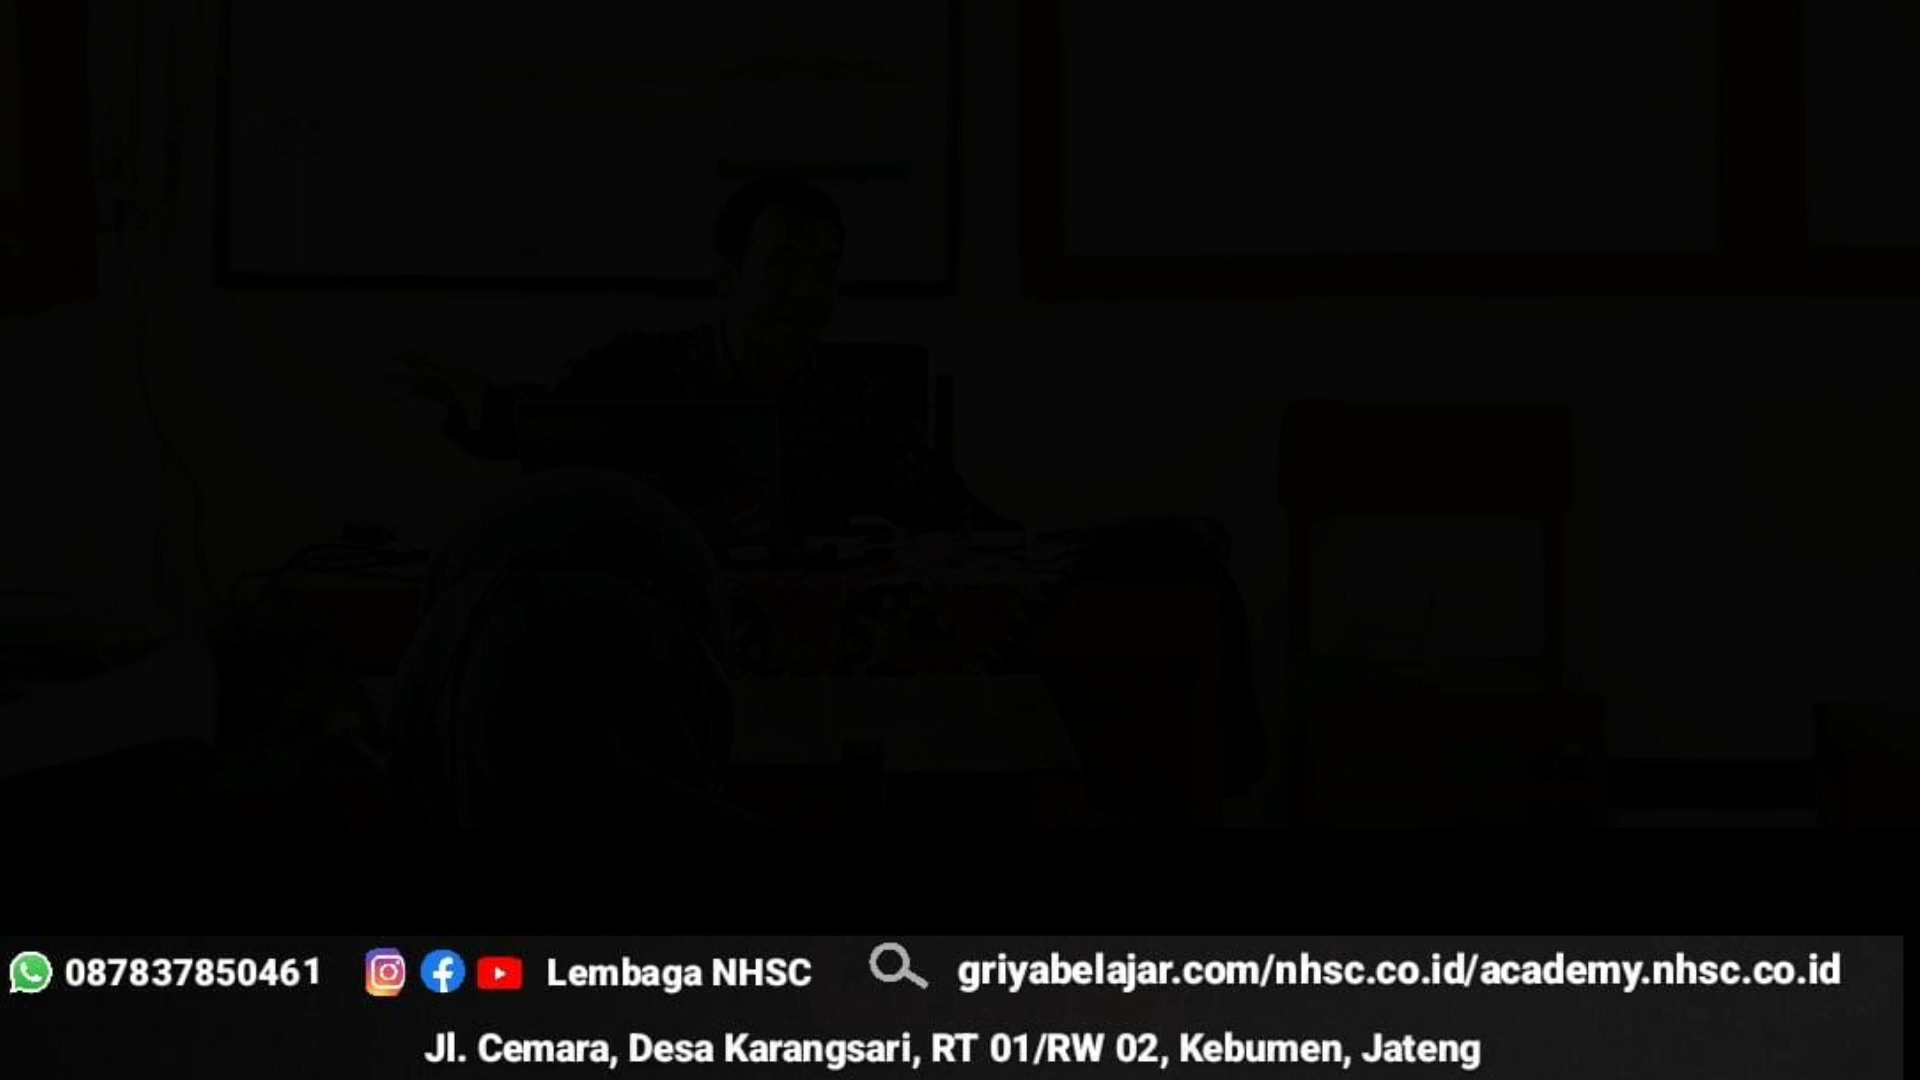 087837850461 Lembaga NHSC griyabelajar.com/nhsc.co.id/academy.nhsc.co.id
Jl. Cemara, Desa Karangsari, RT 01/RW 02, Kebumen, Jateng